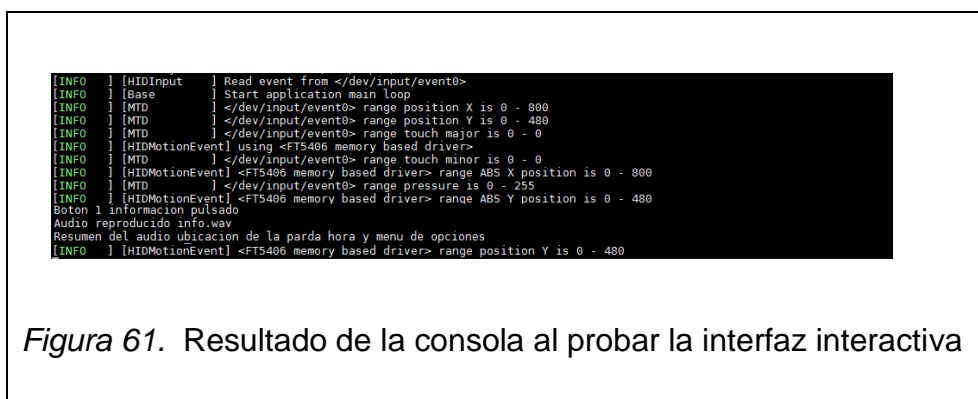 [INFO   ] [HIDInput    ] Read event from </dev/input/event0>
[INFO   ] [Base        ] Start application main loop
[INFO   ] [MTD         ] </dev/input/event0> range position X is 0 - 800
[INFO   ] [MTD         ] </dev/input/event0> range position Y is 0 - 480
[INFO   ] [MTD         ] </dev/input/event0> range touch major is 0 - 0
[INFO   ] [HIDMotionEvent] using <FT5406 memory based driver>
[INFO   ] [MTD         ] </dev/input/event0> range touch minor is 0 - 0
[INFO   ] [HIDMotionEvent] <FT5406 memory based driver> range ABS X position is 0 - 800
[INFO   ] [MTD         ] </dev/input/event0> range pressure is 0 - 255
[INFO   ] [HIDMotionEvent] <FT5406 memory based driver> range ABS Y position is 0 - 480
Boton 1 informacion pulsado
Audio reproducido info.wav
Resumen del audio ubicacion de la parda hora y menu de opciones
[INFO   ] [HIDMotionEvent] <FT5406 memory based driver> range position Y is 0 - 480
Figura 61. Resultado de la consola al probar la interfaz interactiva